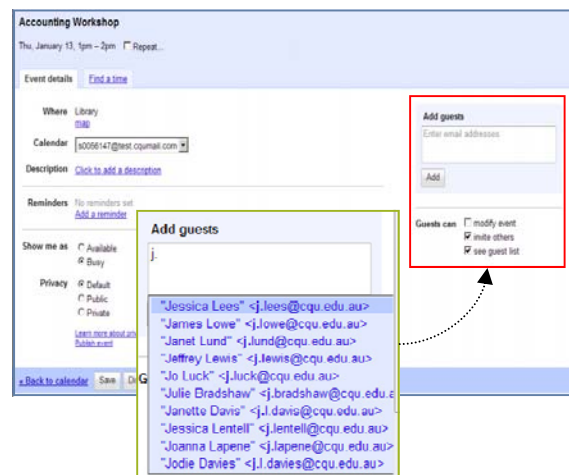 Accounting Workshop
Thu, January 13, 1pm – 2pm Repeat...
Event details Find a time
Where Library
map
Calendar s0056147@test.cqumail.com
Description Click to add a description
Reminders No reminders set
Add a reminder
Show me as Available
Busy
Privacy Default
Public
Private
Learn more about
Publish event
« Back to calendar Save
Add guests
Enter email addresses
Add
Guests can modify event
invite others
see guest list
Add guests
j.
"Jessica Lees" <j.lees@cqu.edu.au>
"James Lowe" <j.lowe@cqu.edu.au>
"Janet Lund" <j.lund@cqu.edu.au>
"Jeffrey Lewis" <j.lewis@cqu.edu.au>
"Jo Luck" <j.luck@cqu.edu.au>
"Julie Bradshaw" <j.bradshaw@cqu.edu.a
"Janette Davis" <j.l.davis@cqu.edu.au>
"Jessica Lentell" <j.lentell@cqu.edu.au>
"Joanna Lapene" <j.lapene@cqu.edu.au>
"Jodie Davies" <j.l.davies@cqu.edu.au>